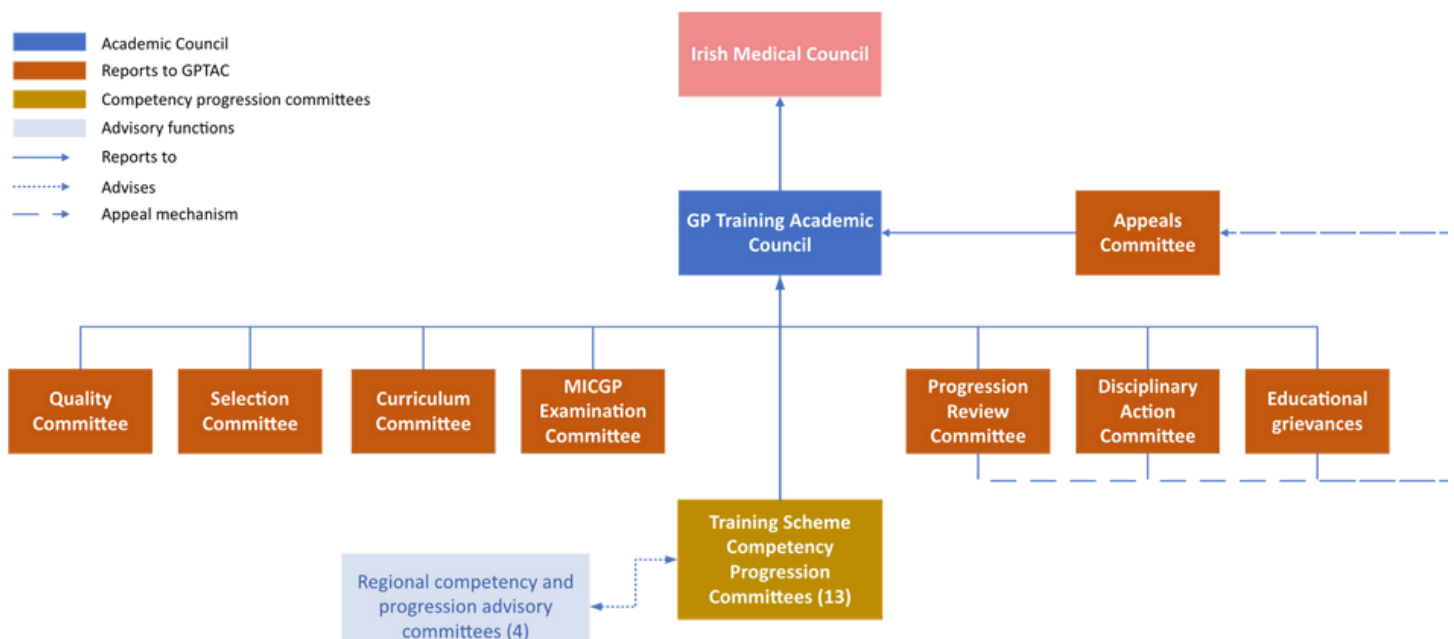 Academic Council
Reports to GPTAC
Competency progression committees
Advisory functions
Reports to
Advises
Appeal mechanism
Irish Medical Council
GP Training Academic
Council
Appeals
Committee
Quality
Committee
Selection
Committee
Curriculum
Committee
MICGP
Examination
Committee
Progression
Review
Committee
Disciplinary
Action
Committee
Educational
grievances
Training Scheme
Competency
Progression
Committees (13)
Regional competency and
progression advisory
committees (4)